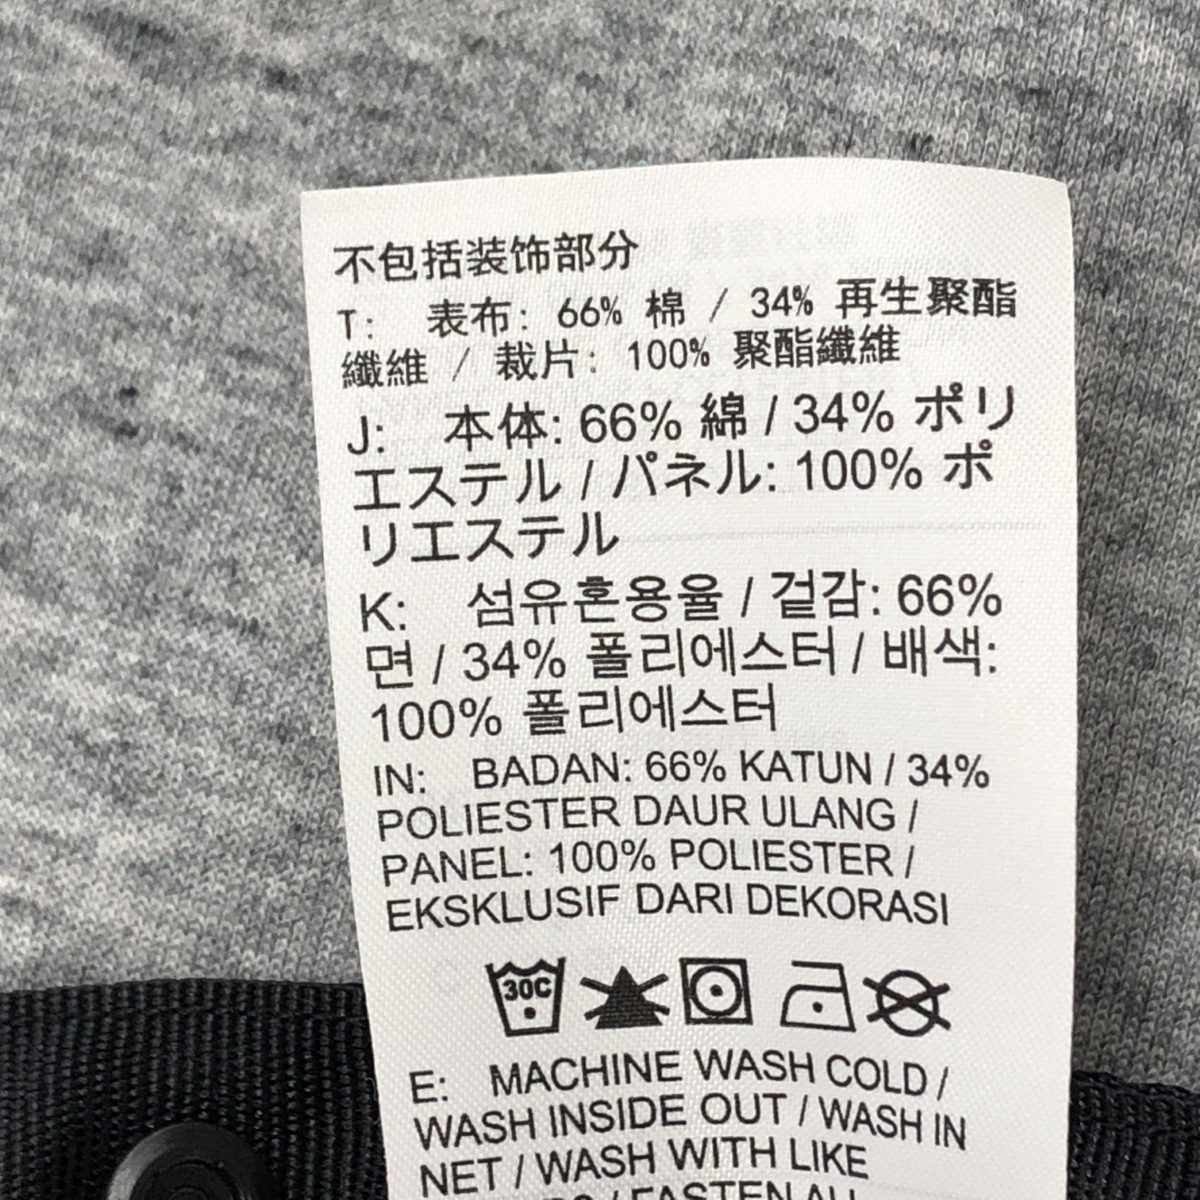 不包括装饰部分
T: 表布: 66% 棉 / 34% 再生聚酯
纖維 / 裁片: 100% 聚酯纖維
J: 本体: 66% 綿 / 34% ポリ
エステル / パネル: 100% ポ
リエステル
K: 섬유혼용율 / 겉감: 66%
면 / 34% 폴리에스터 / 배색:
100% 폴리에스터
IN: BADAN: 66% KATUN / 34%
POLIESTER DAUR ULANG /
PANEL: 100% POLIESTER /
EKSKLUSIF DARI DEKORASI
30C
E: MACHINE WASH COLD /
WASH INSIDE OUT / WASH IN
NET / WASH WITH LIKE
/ FASTEN ALL